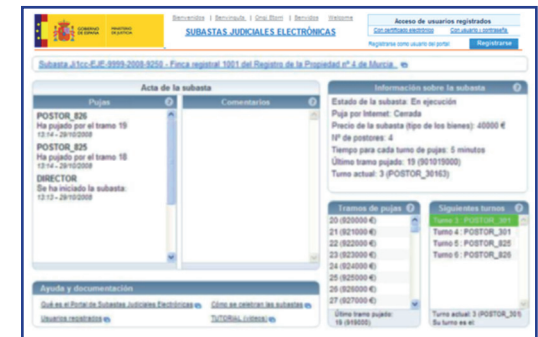 GOBIERNO DE ESPAÑA
MINISTERIO DE JUSTICIA
Bienvenidos | Benvinguts | Ongi Etorri | Benvidos Welcome
SUBASTAS JUDICIALES ELECTRÓNICAS
Acceso de usuarios registrados
Con certificado electrónico Con usuario y contraseña
Registrarse como usuario del portal Registrarse
Subasta 2008-9250 - Finca registral 1001 del Registro de la Propiedad nº 4 de Murcia.
Acta de la subasta
Pujas
Comentarios
POSTOR_826
Ha pujado por el tramo 19
13:14 - 29/10/2008
POSTOR_825
Ha pujado por el tramo 18
13:14 - 29/10/2008
DIRECTOR
Se ha iniciado la subasta:
13:13 - 29/10/2008
Información sobre la subasta
Estado de la subasta: En ejecución
Puja por Internet: Cerrada
Precio de la subasta (tipo de los bienes): 40000 €
Nº de postores: 4
Tiempo para cada turno de pujas: 5 minutos
Último tramo pujado: 19
Turno actual: 3
Tramos de pujas
20 (920000 €)
21 (921000 €)
22 (922000 €)
23 (923000 €)
24 (924000 €)
25 (925000 €)
26 (926000 €)
27 (927000 €)
Último tramo pujado:
19 (919000)
Siguientes turnos
Turno 3 : POSTOR_301
Turno 4 : POSTOR_301
Turno 5 : POSTOR_825
Turno 6 : POSTOR_826
Turno actual: 3 (POSTOR_301
Su turno es el:
Ayuda y documentación
Qué es el Portal de Subastas Judiciales Electrónicas
Cómo se celebran las subastas
Usuarios registrados
TUTORIAL (vídeos)